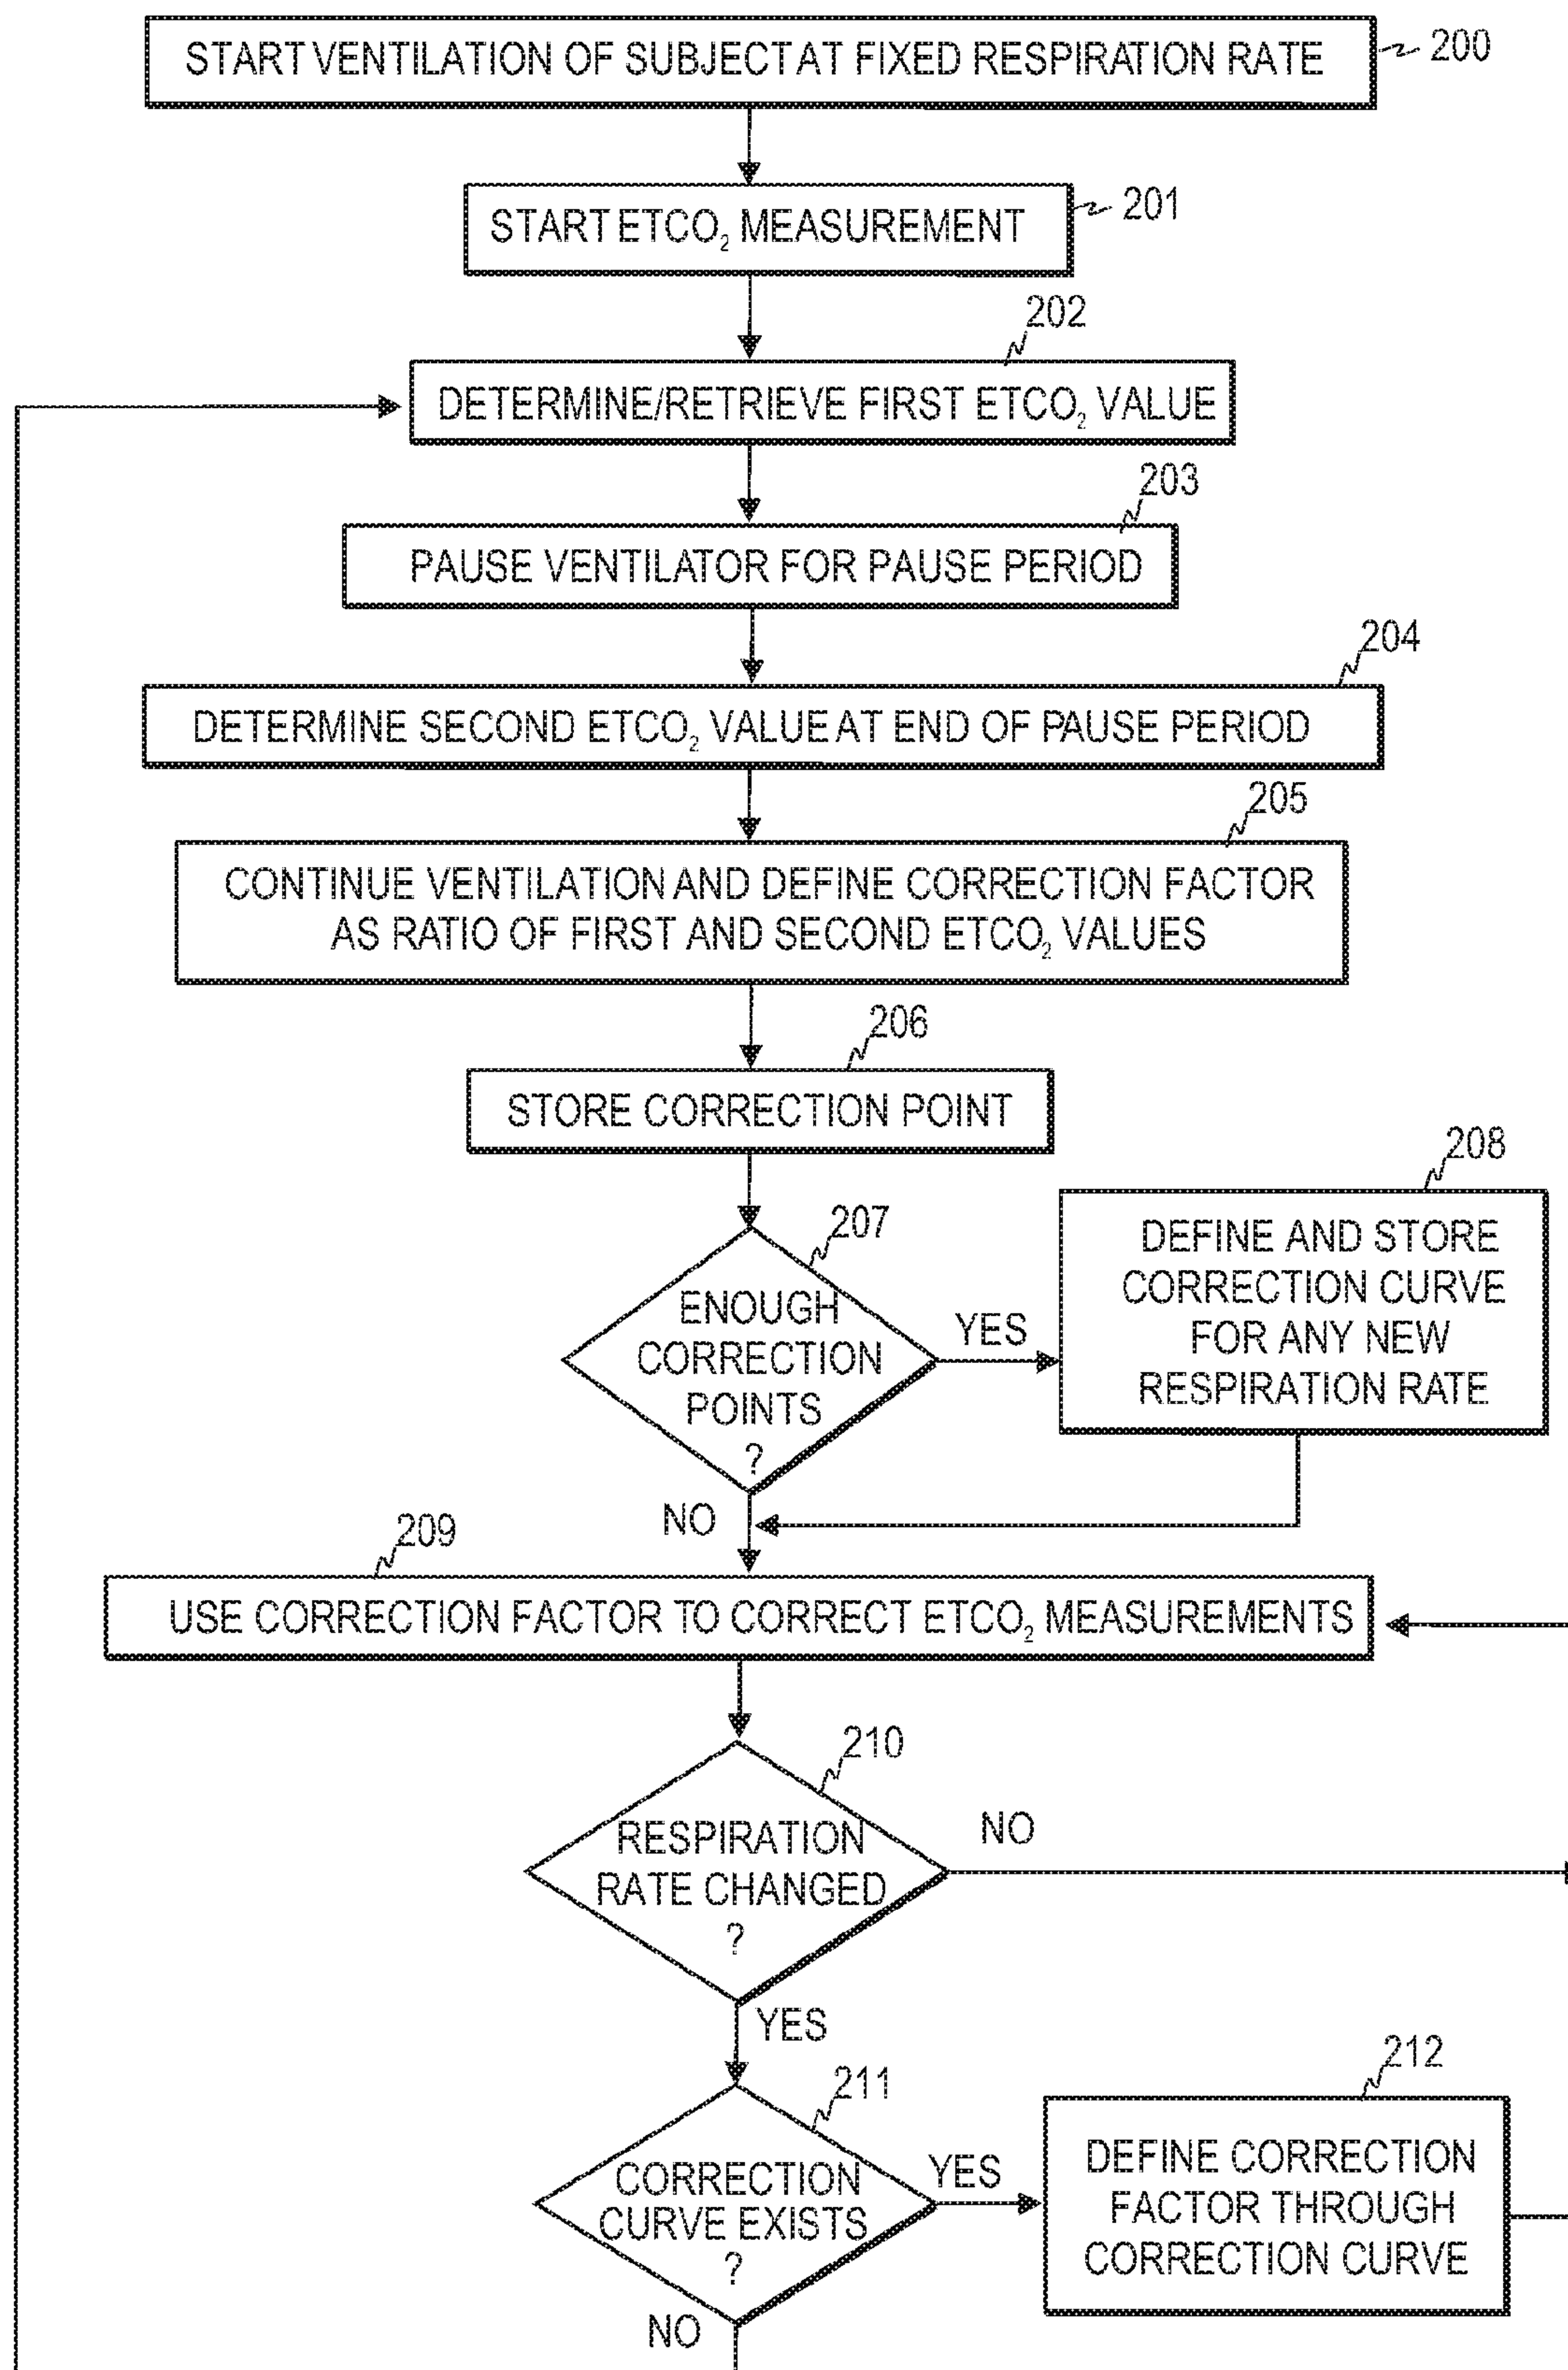 START VENTILATION OF SUBJECT AT FIXED RESPIRATION RATE
200
START ETCO₂ MEASUREMENT
201
202
DETERMINE/RETRIEVE FIRST ETCO₂ VALUE
203
PAUSE VENTILATOR FOR PAUSE PERIOD
204
DETERMINE SECOND ETCO₂ VALUE AT END OF PAUSE PERIOD
205
CONTINUE VENTILATION AND DEFINE CORRECTION FACTOR
AS RATIO OF FIRST AND SECOND ETCO₂ VALUES
206
STORE CORRECTION POINT
207
ENOUGH
CORRECTION
POINTS
?
YES
208
DEFINE AND STORE
CORRECTION CURVE
FOR ANY NEW
RESPIRATION RATE
NO
209
USE CORRECTION FACTOR TO CORRECT ETCO₂ MEASUREMENTS
210
RESPIRATION
RATE CHANGED
?
NO
YES
211
CORRECTION
CURVE EXISTS
?
YES
212
DEFINE CORRECTION
FACTOR THROUGH
CORRECTION CURVE
NO